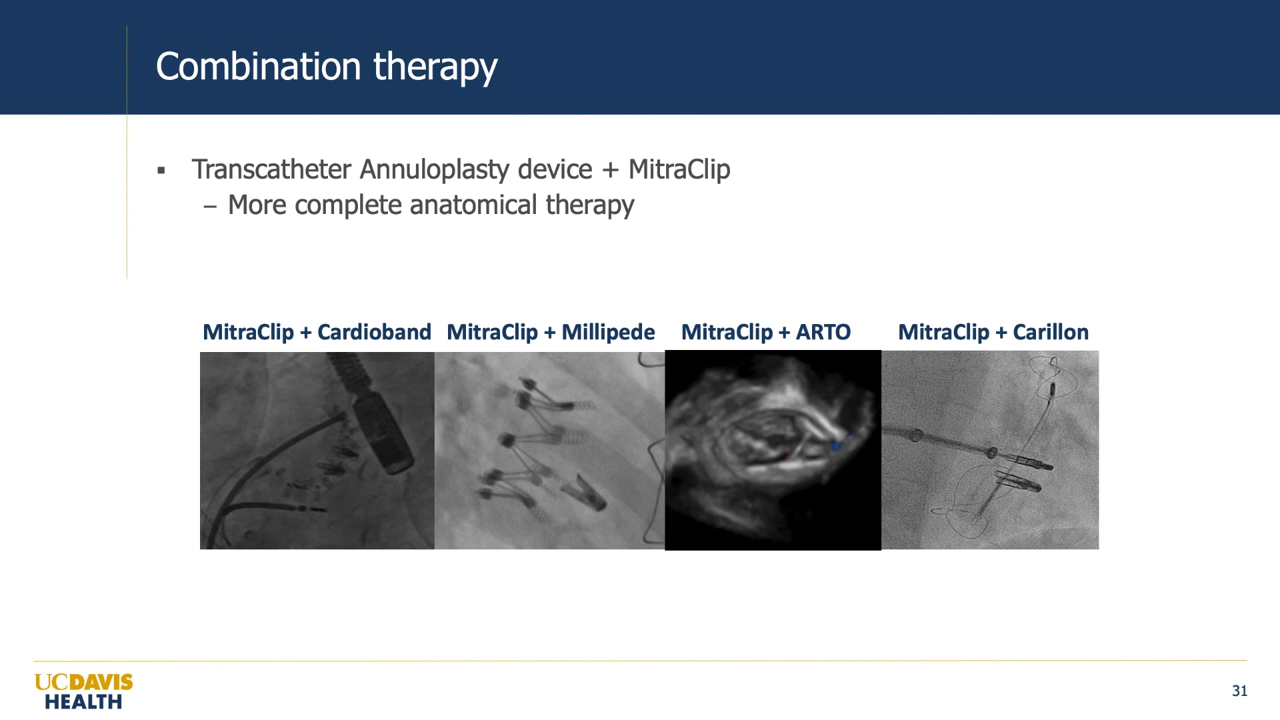 Combination therapy
▪ Transcatheter Annuloplasty device + MitraClip
– More complete anatomical therapy
MitraClip + Cardioband MitraClip + Millipede MitraClip + ARTO MitraClip + Carillon
UCDAVIS
HEALTH
31